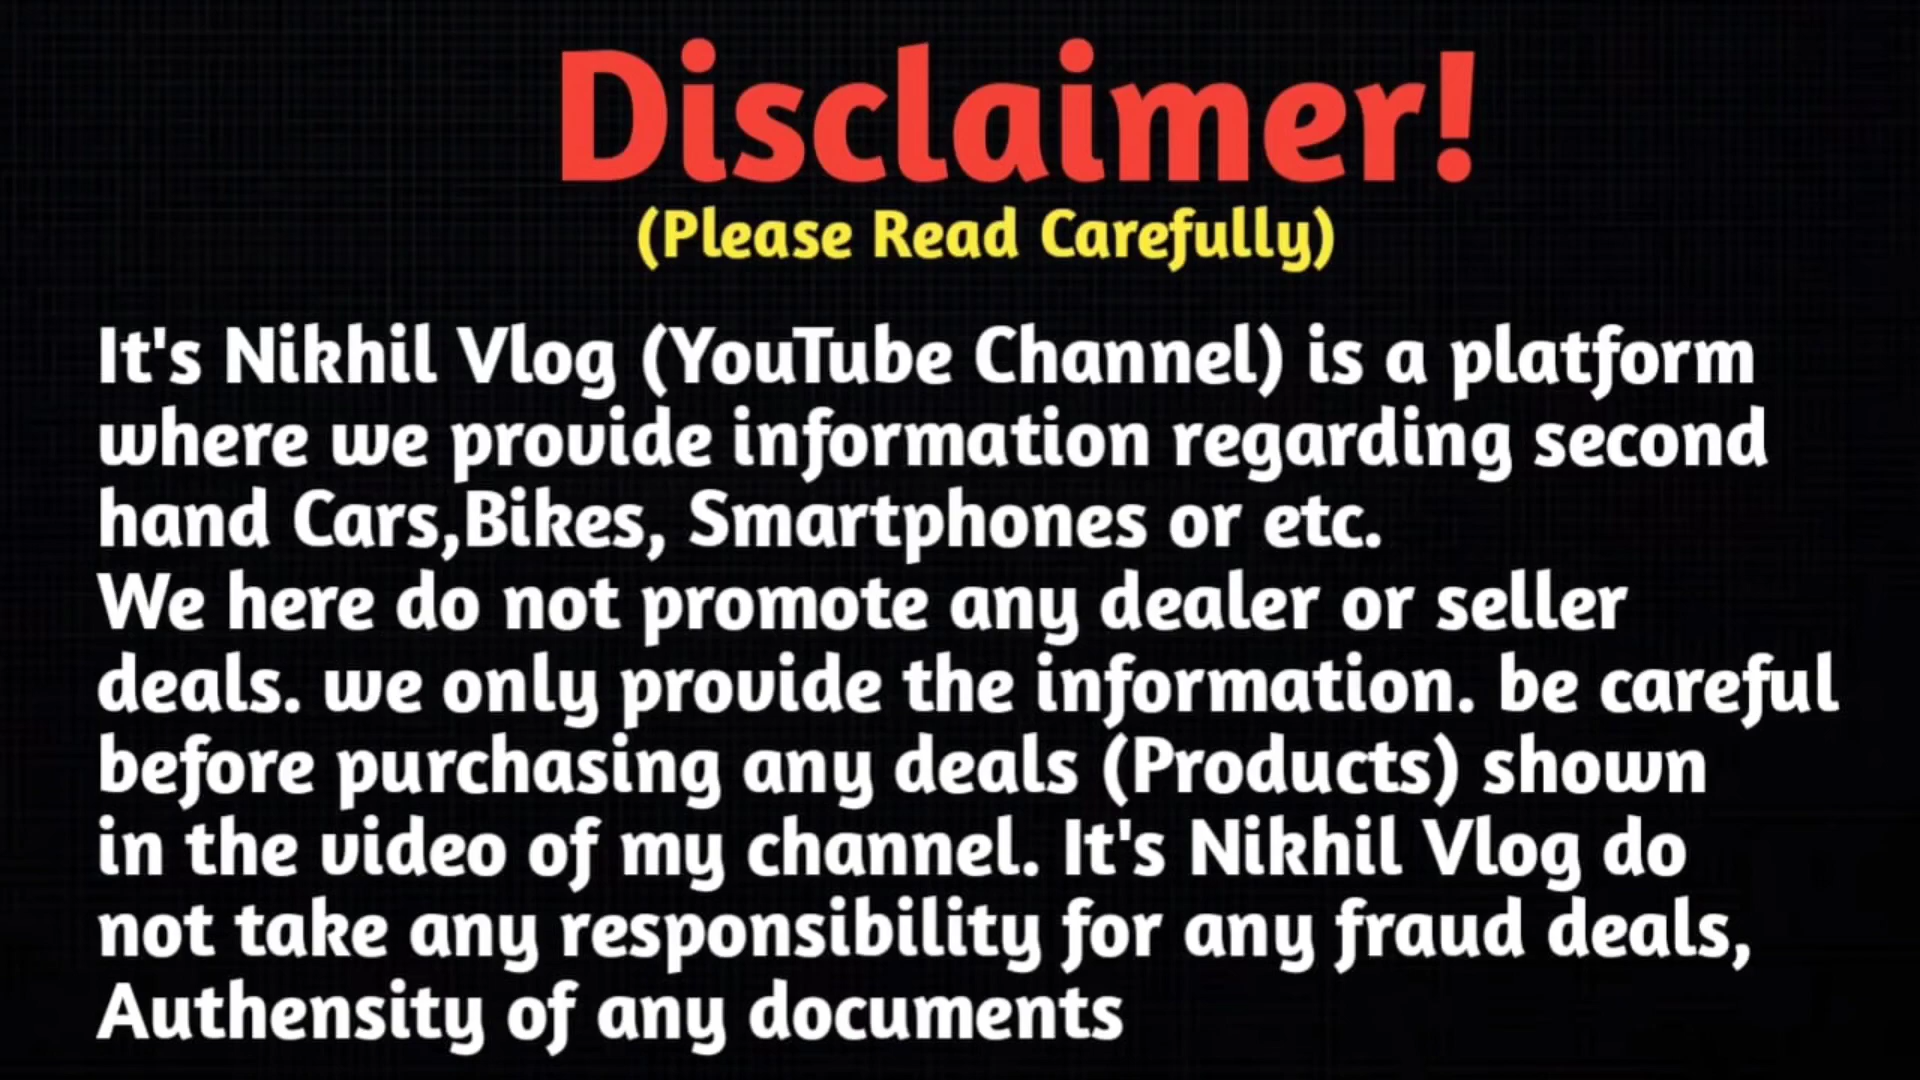 Disclaimer!
(Please Read Carefully)
It's Nikhil Vlog (YouTube Channel) is a platform
where we provide information regarding second
hand Cars,Bikes, Smartphones or etc.
We here do not promote any dealer or seller
deals. we only provide the information. be careful
before purchasing any deals (Products) shown
in the video of my channel. It's Nikhil Vlog do
not take any responsibility for any fraud deals,
Authensity of any documents